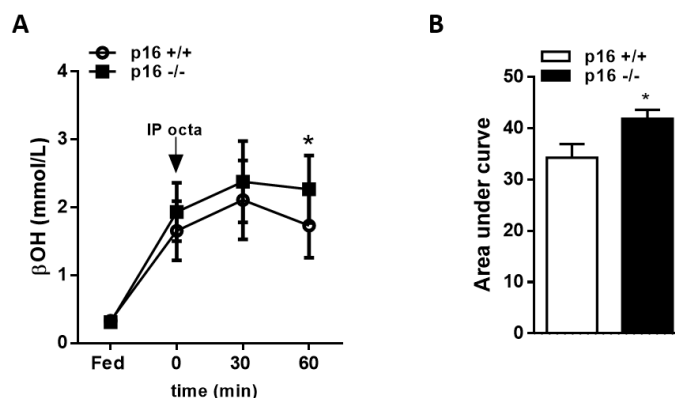 A
p16 +/+
p16 -/-
4
3
2
1
0
βOH (mmol/L)
IP octa
*
Fed 0 30 60
time (min)
B
p16 +/+
p16 -/-
50
40
30
20
10
0
Area under curve
*